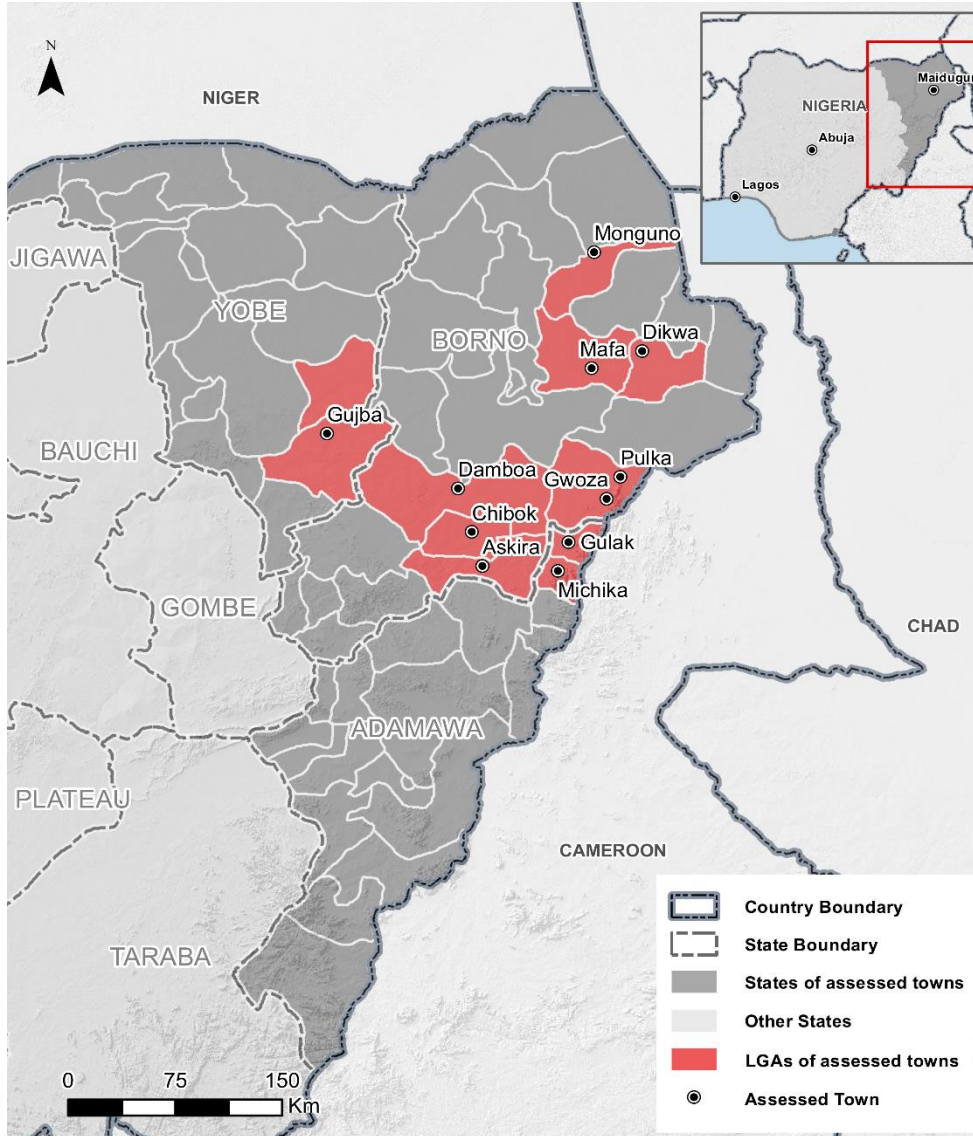 N
NIGER
Maidugur
NIGERIA
Abuja
Lagos
Monguno
JIGAWA
YOBE
BORNO
Dikwa
Mafa
Gujba
BAUCHI
Pulka
Damboa
Gwoza
Chibok
Askira
Gulak
Michika
GOMBE
CHAD
ADAMAWA
PLATEAU
CAMEROON
TARABA
Country Boundary
State Boundary
States of assessed towns
Other States
LGAs of assessed towns
Assessed Town
0 75 150
Km